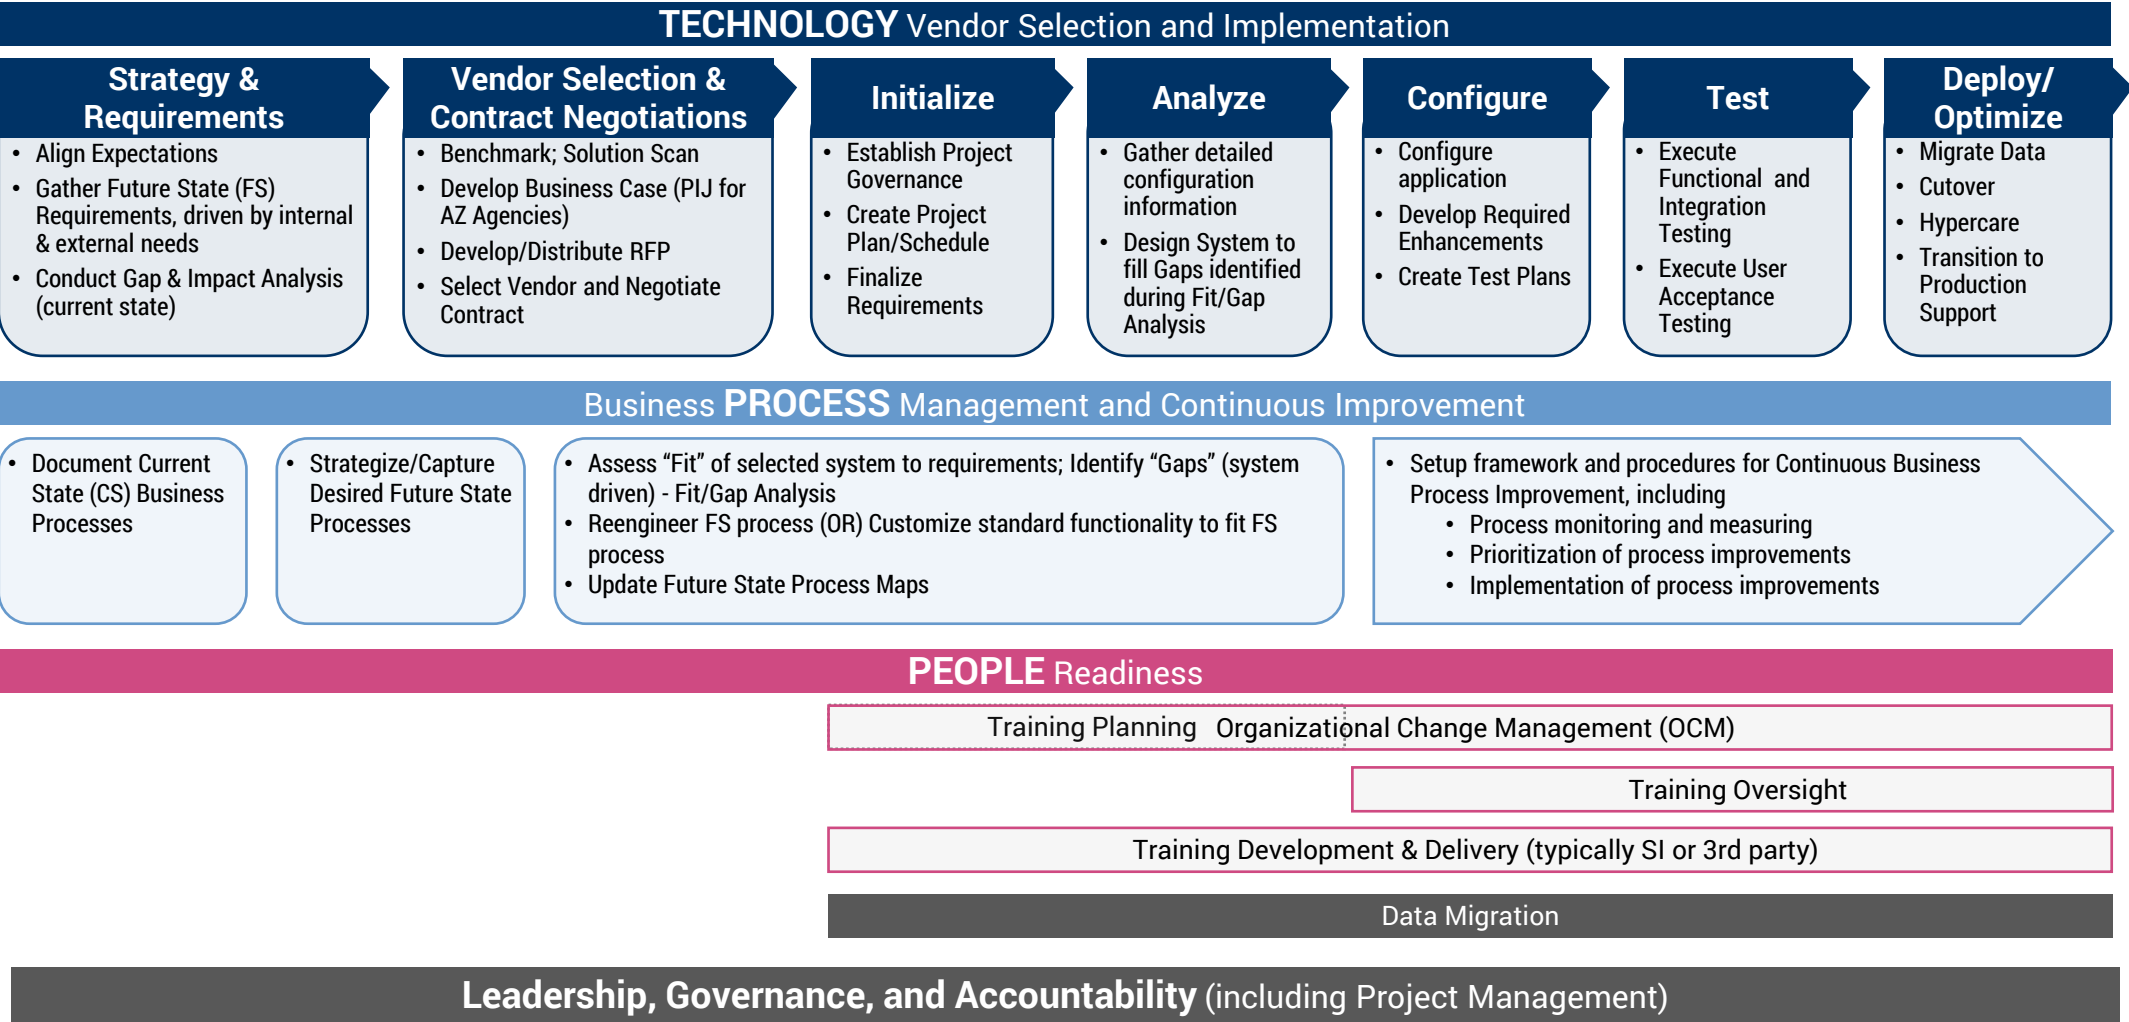 TECHNOLOGY Vendor Selection and Implementation
Strategy &
Requirements
• Align Expectations
• Gather Future State (FS)
Requirements, driven by internal
& external needs
• Conduct Gap & Impact Analysis
(current state)
Vendor Selection &
Contract Negotiations
• Benchmark; Solution Scan
• Develop Business Case (PIJ for
AZ Agencies)
• Develop/Distribute RFP
• Select Vendor and Negotiate
Contract
Initialize
• Establish Project
Governance
• Create Project
Plan/Schedule
• Finalize
Requirements
Analyze
• Gather detailed
configuration
information
• Design System to
fill Gaps identified
during Fit/Gap
Analysis
Configure
• Configure
application
• Develop Required
Enhancements
• Create Test Plans
Test
• Execute
Functional and
Integration
Testing
• Execute User
Acceptance
Testing
Deploy/
Optimize
• Migrate Data
• Cutover
• Hypercare
• Transition to
Production
Support
Business PROCESS Management and Continuous Improvement
• Document Current
State (CS) Business
Processes
• Strategize/Capture
Desired Future State
Processes
• Assess “Fit” of selected system to requirements; Identify “Gaps” (system
driven) - Fit/Gap Analysis
• Reengineer FS process (OR) Customize standard functionality to fit FS
process
• Update Future State Process Maps
• Setup framework and procedures for Continuous Business
Process Improvement, including
• Process monitoring and measuring
• Prioritization of process improvements
• Implementation of process improvements
PEOPLE Readiness
Training Planning
Organizational Change Management (OCM)
Training Oversight
Training Development & Delivery (typically SI or 3rd party)
Data Migration
Leadership, Governance, and Accountability (including Project Management)